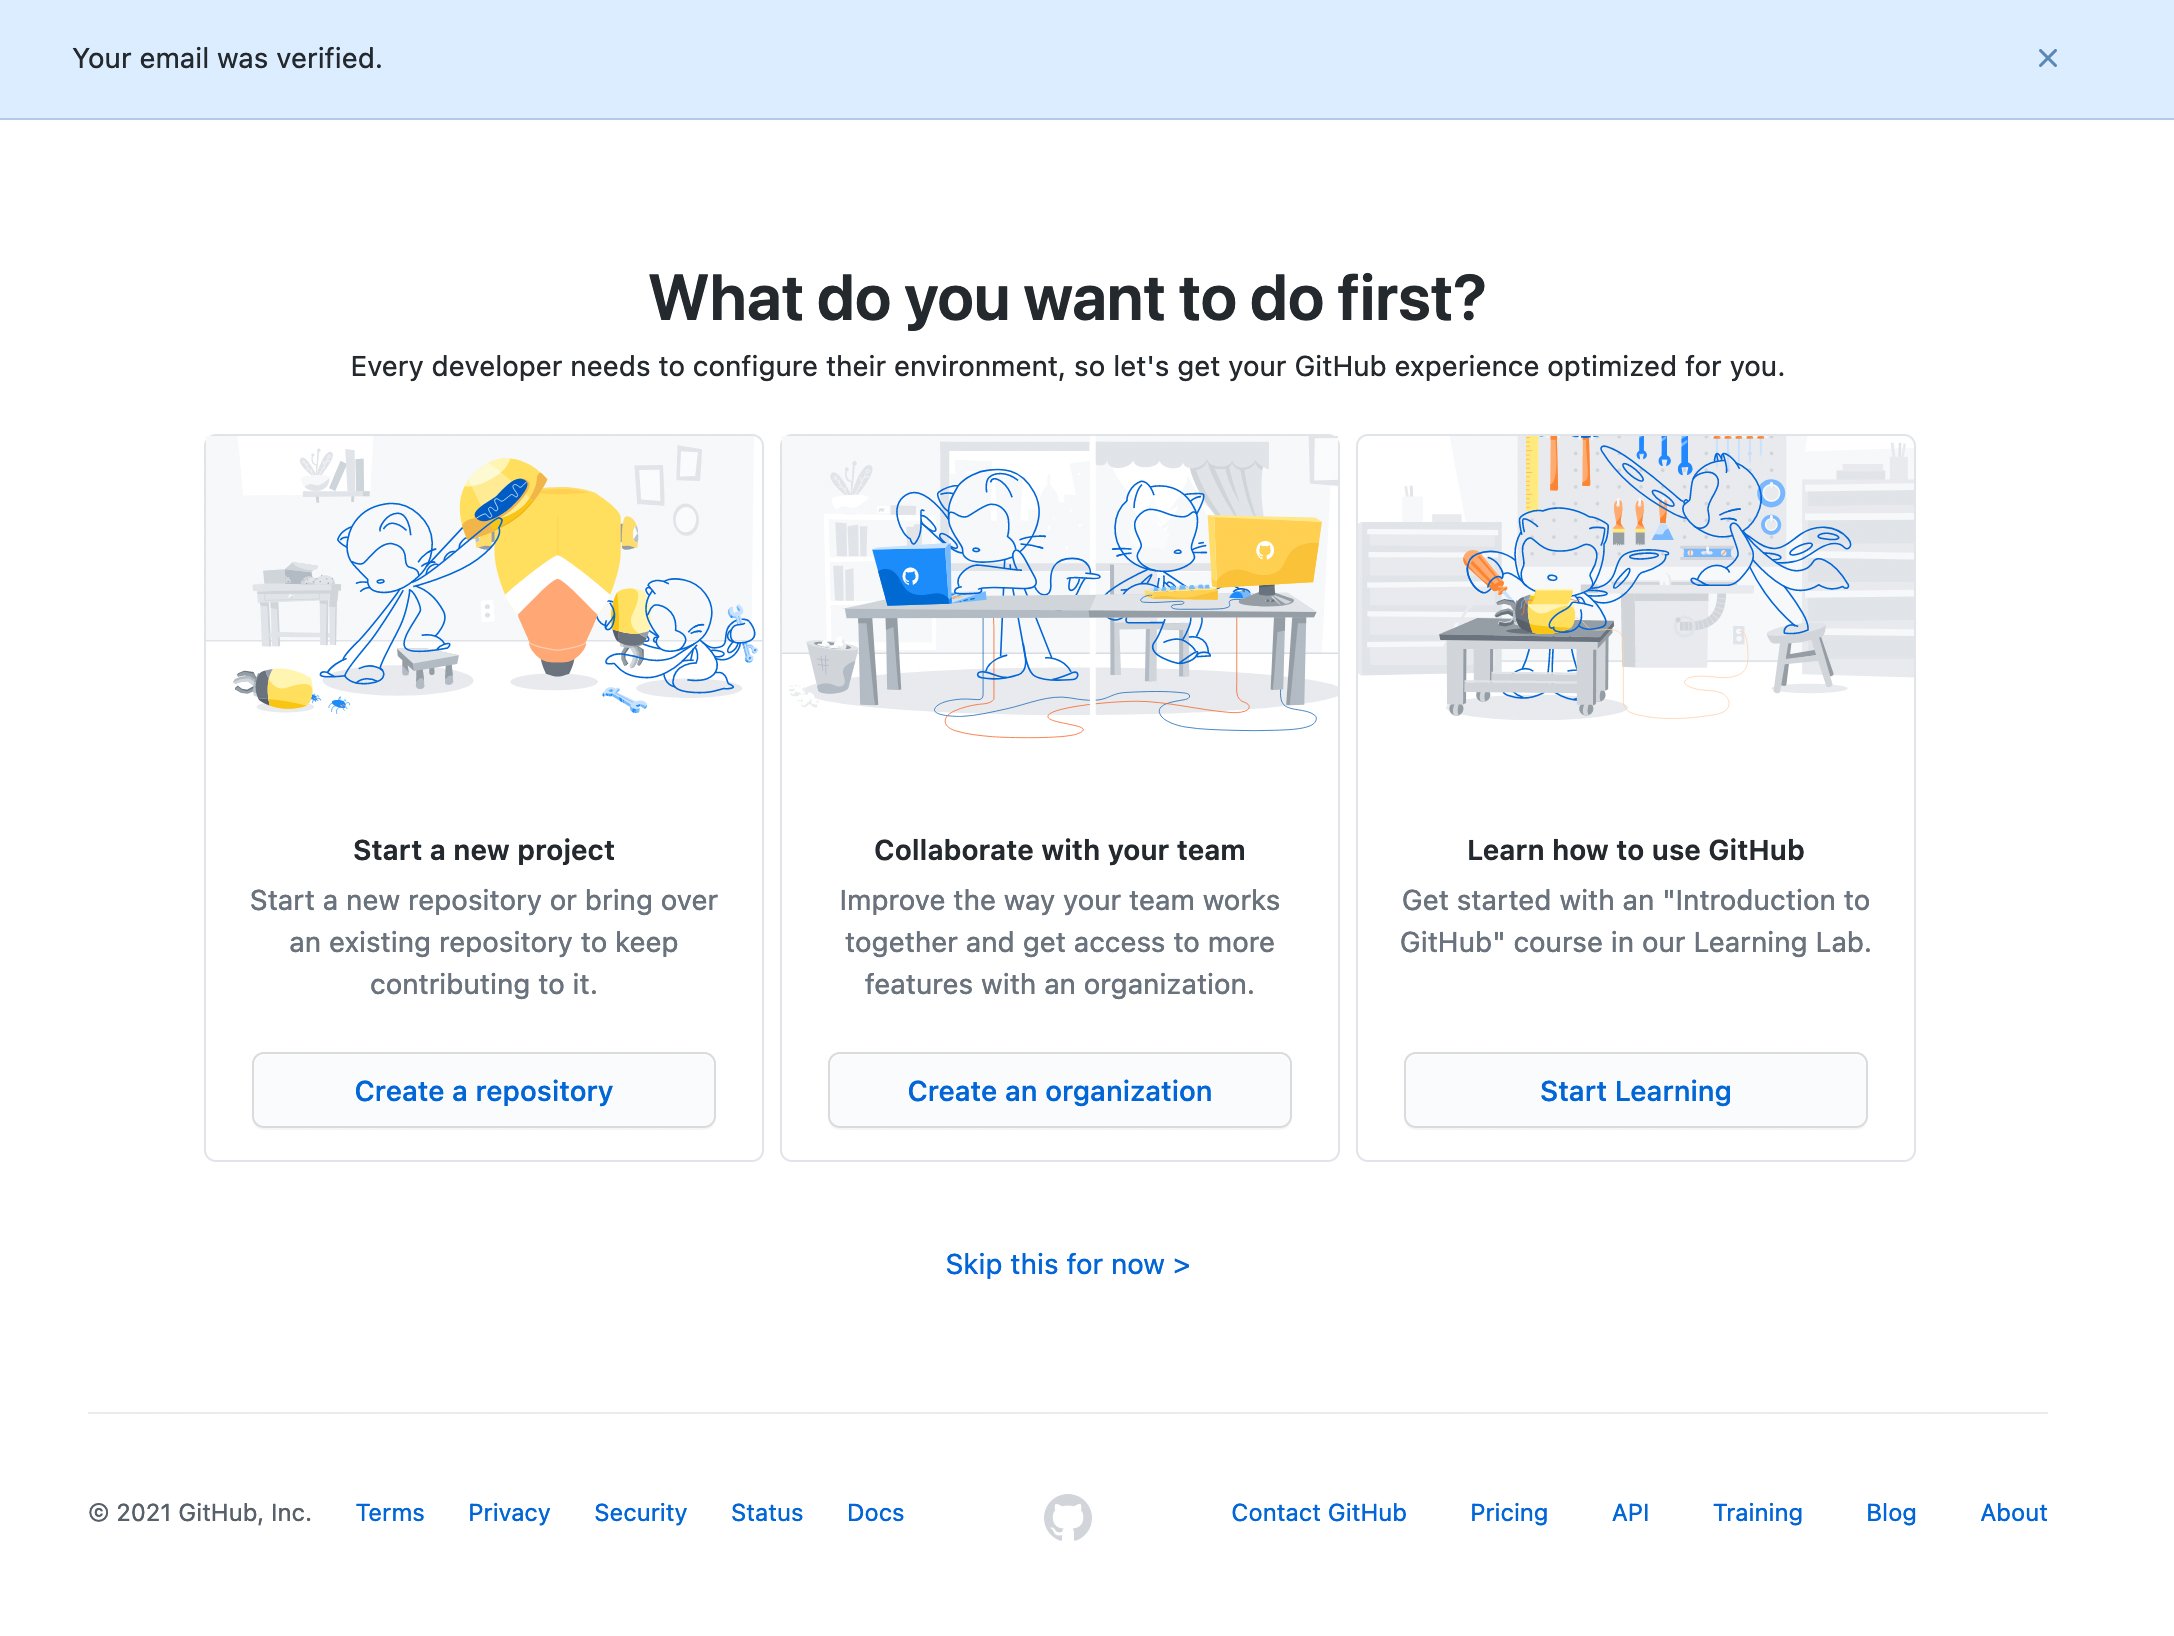 Your email was verified.
What do you want to do first?
Every developer needs to configure their environment, so let's get your GitHub experience optimized for you.
Start a new project
Start a new repository or bring over
an existing repository to keep
contributing to it.
Create a repository
Collaborate with your team
Improve the way your team works
together and get access to more
features with an organization.
Create an organization
Learn how to use GitHub
Get started with an "Introduction to
GitHub" course in our Learning Lab.
Start Learning
Skip this for now >
© 2021 GitHub, Inc. Terms Privacy Security Status Docs Contact GitHub Pricing API Training Blog About